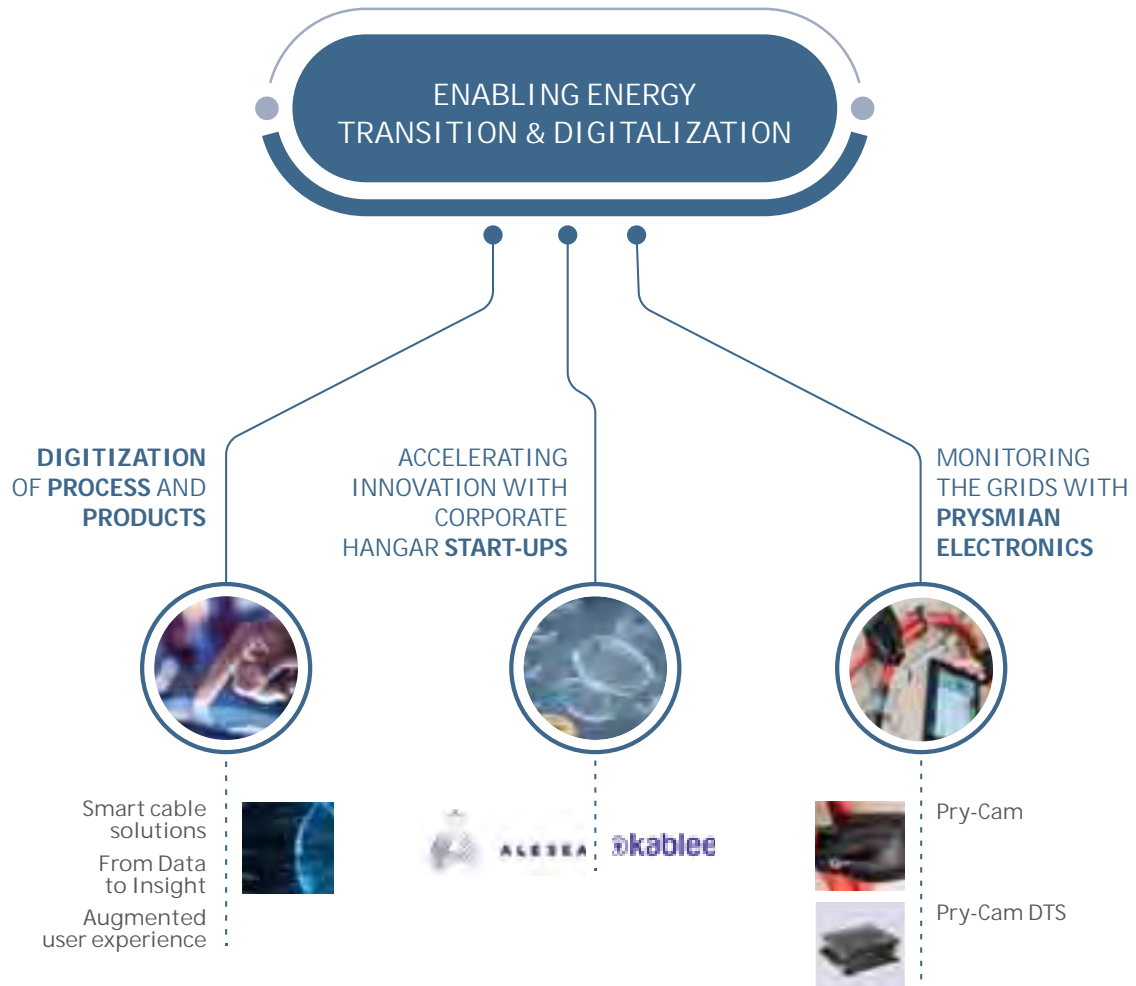 ENABLING ENERGY
TRANSITION & DIGITALIZATION
DIGITIZATION
OF PROCESS AND
PRODUCTS
ACCELERATING
INNOVATION WITH
CORPORATE
HANGAR START-UPS
MONITORING
THE GRIDS WITH
PRYSMIAN
ELECTRONICS
Smart cable
solutions
From Data
to Insight
Augmented
user experience
ALESEA
kablee
Pry-Cam
Pry-Cam DTS